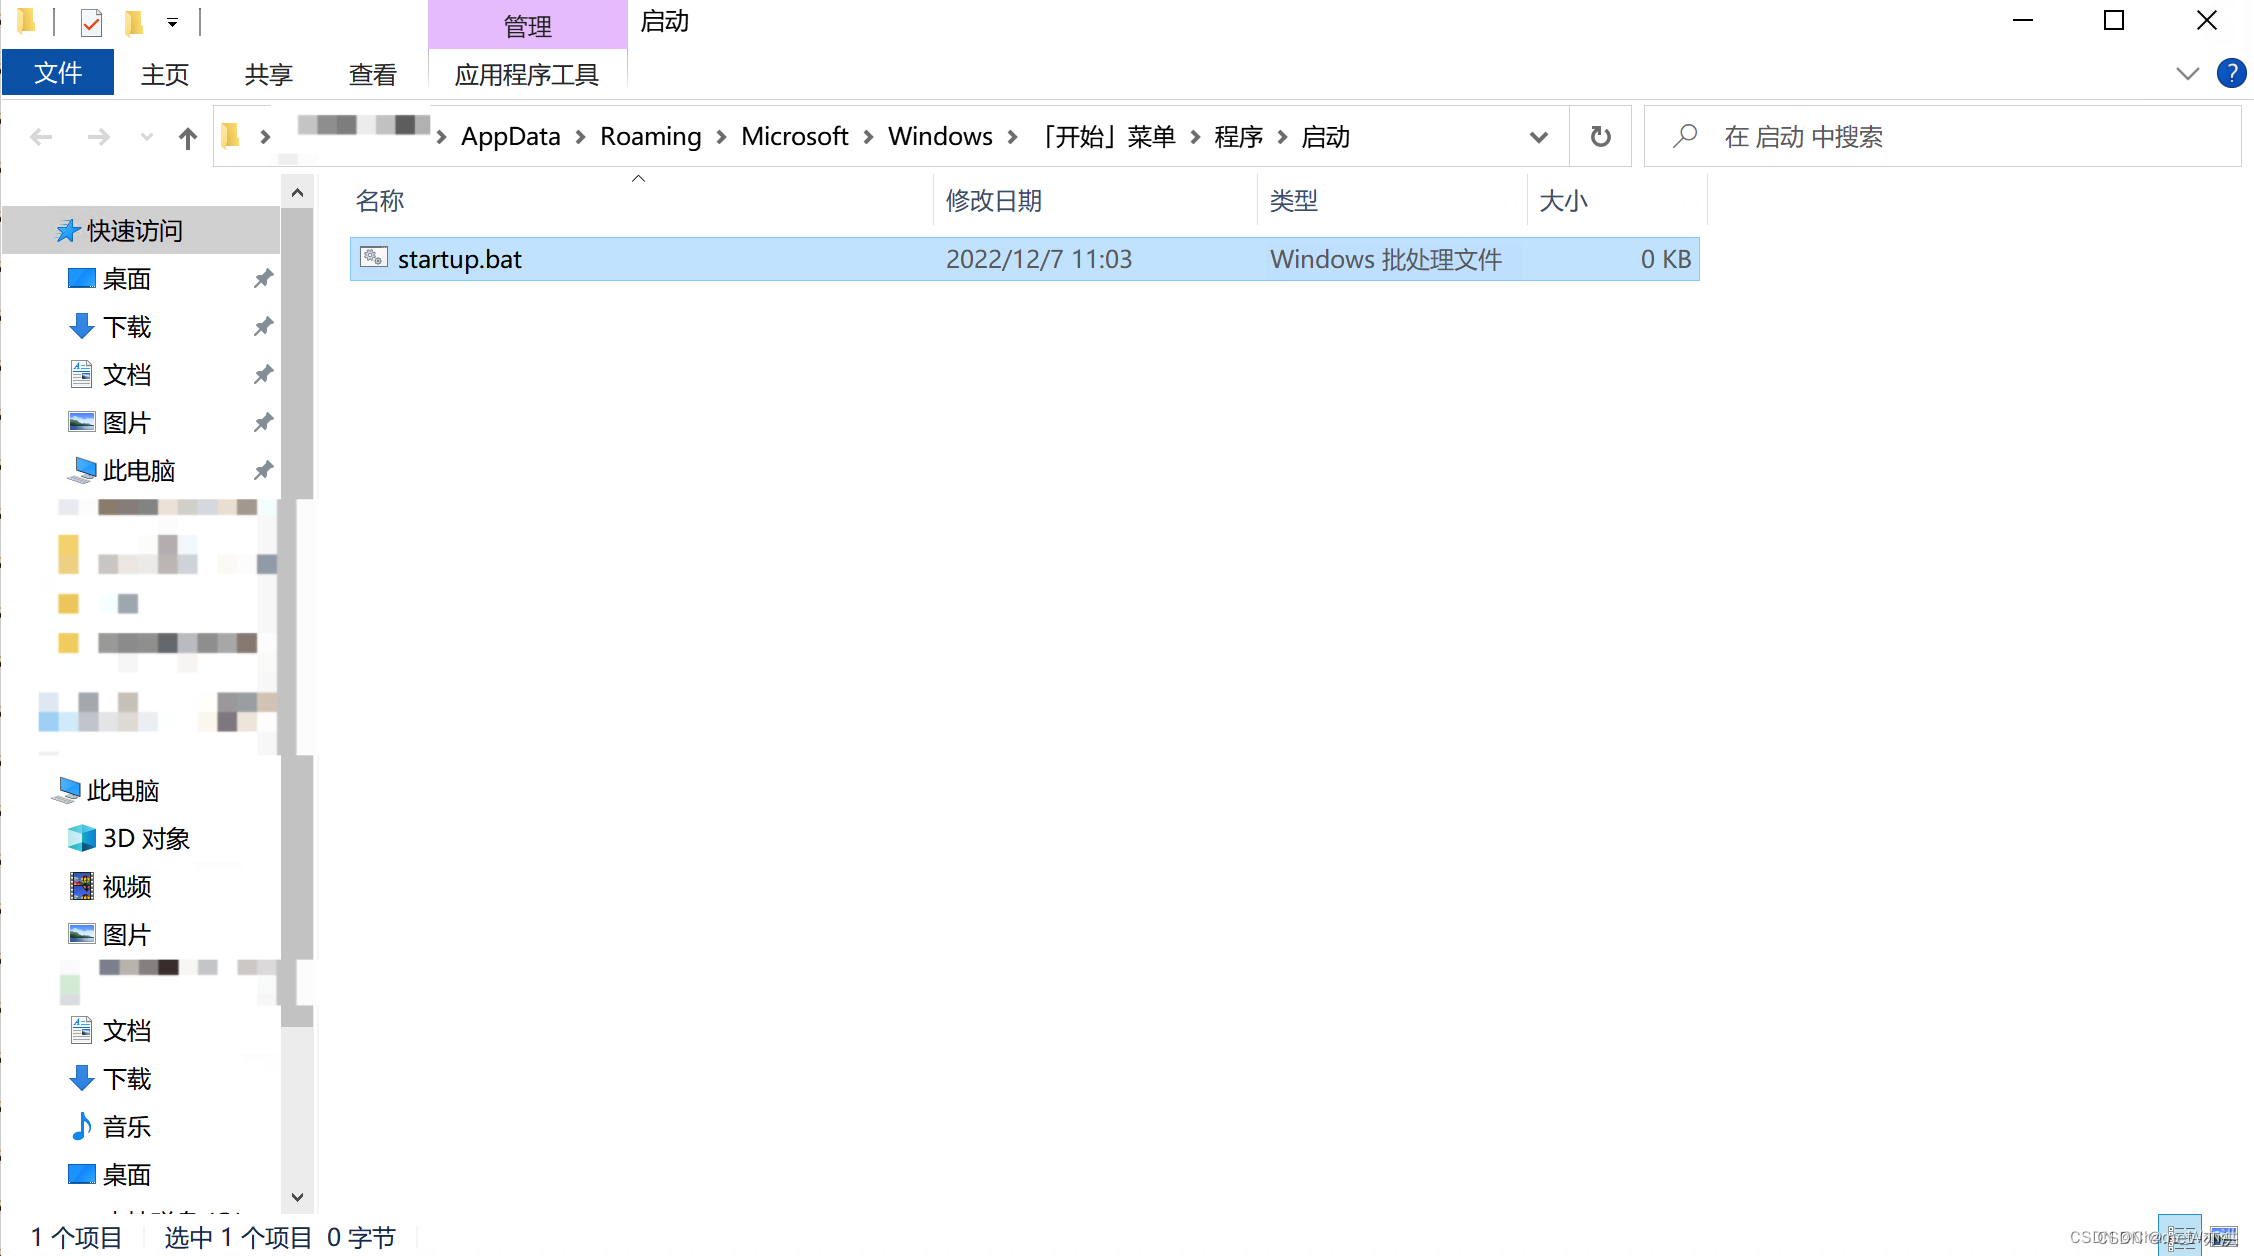 管理
启动
文件
主页
共享
查看
应用程序工具
AppData
Roaming
Microsoft
Windows
「开始」菜单
程序
启动
在 启动 中搜索
名称
修改日期
类型
大小
startup.bat
2022/12/7 11:03
Windows 批处理文件
0 KB
快速访问
桌面
下载
文档
图片
此电脑
此电脑
3D 对象
视频
图片
文档
下载
音乐
桌面
1 个项目
选中 1 个项目 0 字节